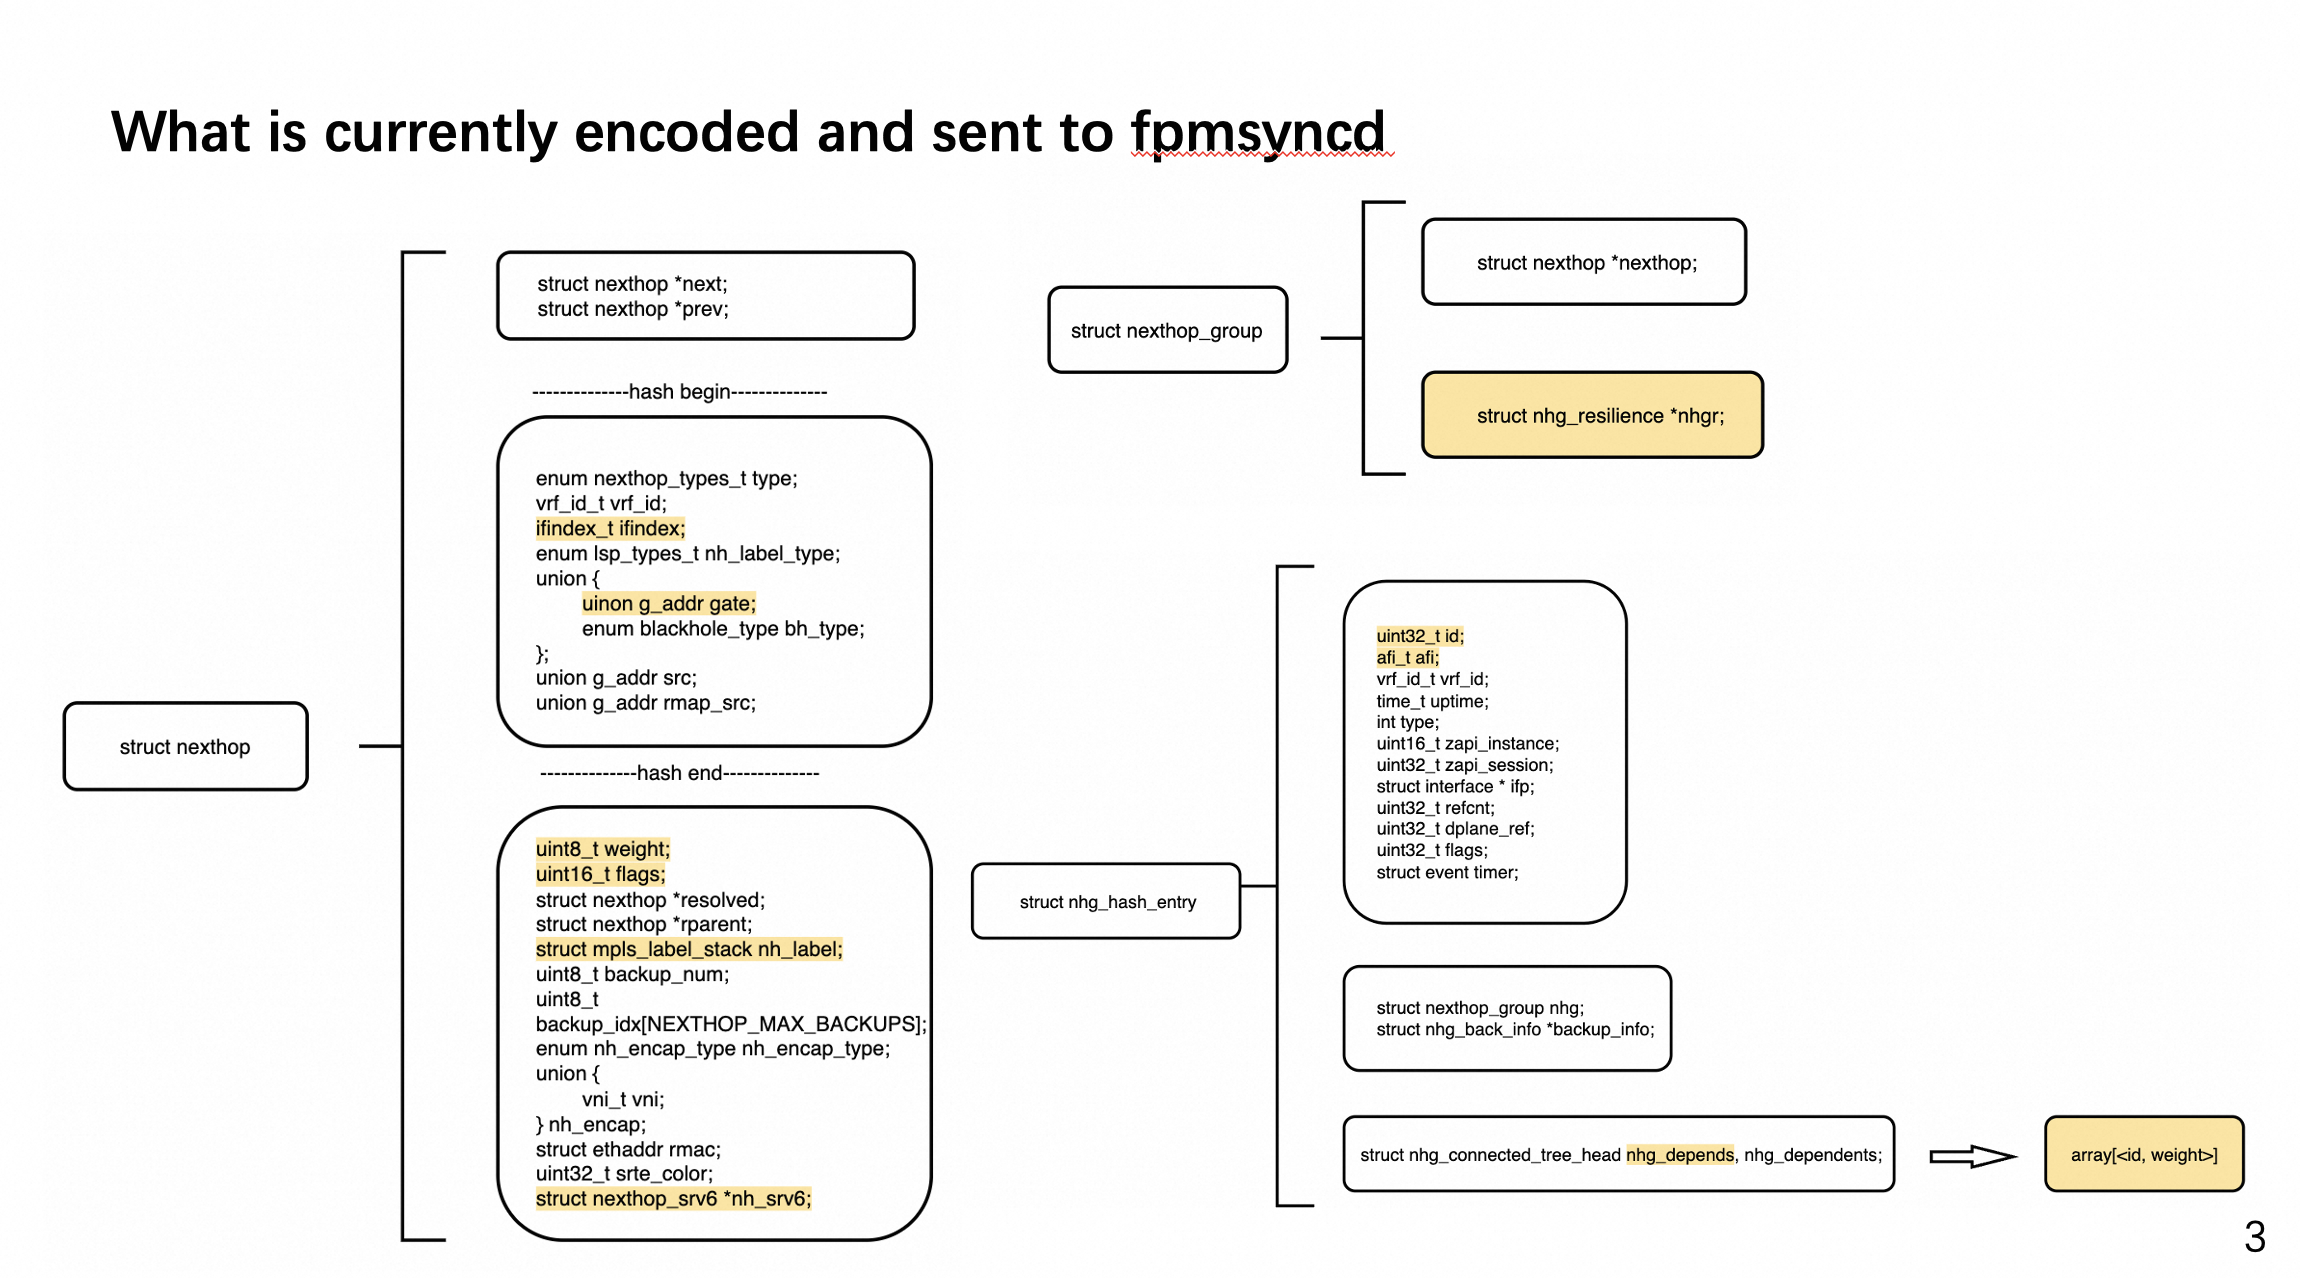 What is currently encoded and sent to fpmsyncd
struct nexthop
struct nexthop *next;
struct nexthop *prev;
--------------hash begin--------------
enum nexthop_types_t type;
vrf_id_t vrf_id;
ifindex_t ifindex;
enum lsp_types_t nh_label_type;
union {
uinon g_addr gate;
enum blackhole_type bh_type;
};
union g_addr src;
union g_addr rmap_src;
--------------hash end--------------
uint8_t weight;
uint16_t flags;
struct nexthop *resolved;
struct nexthop *rparent;
struct mpls_label_stack nh_label;
uint8_t backup_num;
uint8_t
backup_idx[NEXTHOP_MAX_BACKUPS];
enum nh_encap_type nh_encap_type;
union {
vni_t vni;
} nh_encap;
struct ethaddr rmac;
uint32_t srte_color;
struct nexthop_srv6 *nh_srv6;
struct nexthop_group
struct nexthop *nexthop;
struct nhg_resilience *nhgr;
struct nhg_hash_entry
uint32_t id;
afi_t afi;
vrf_id_t vrf_id;
time_t uptime;
int type;
uint16_t zapi_instance;
uint32_t zapi_session;
struct interface * ifp;
uint32_t refcnt;
uint32_t dplane_ref;
uint32_t flags;
struct event timer;
struct nexthop_group nhg;
struct nhg_back_info *backup_info;
struct nhg_connected_tree_head nhg_depends, nhg_dependents;
array[<id, weight>]
3